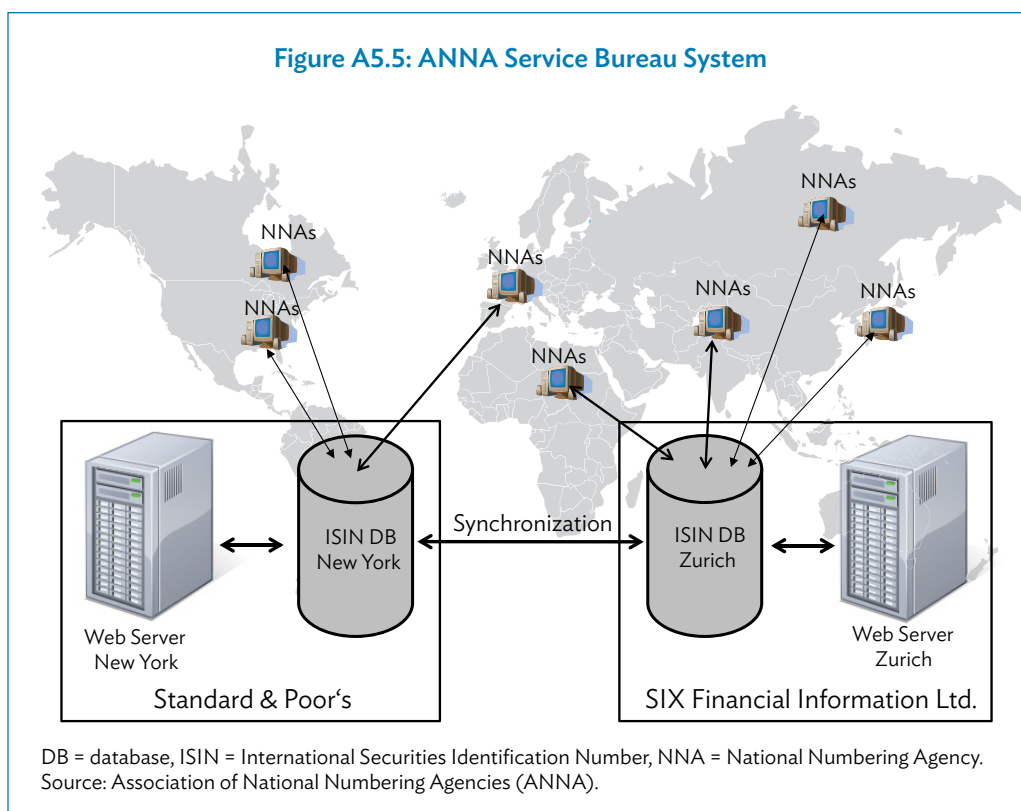 Figure A5.5: ANNA Service Bureau System
NNAs
NNAs
NNAs
NNAs
NNAs
NNAs
NNAs
Synchronization
ISIN DB
New York
ISIN DB
Zurich
Web Server
New York
Web Server
Zurich
Standard & Poor‘s
SIX Financial Information Ltd.
DB = database, ISIN = International Securities Identification Number, NNA = National Numbering Agency.
Source: Association of National Numbering Agencies (ANNA).